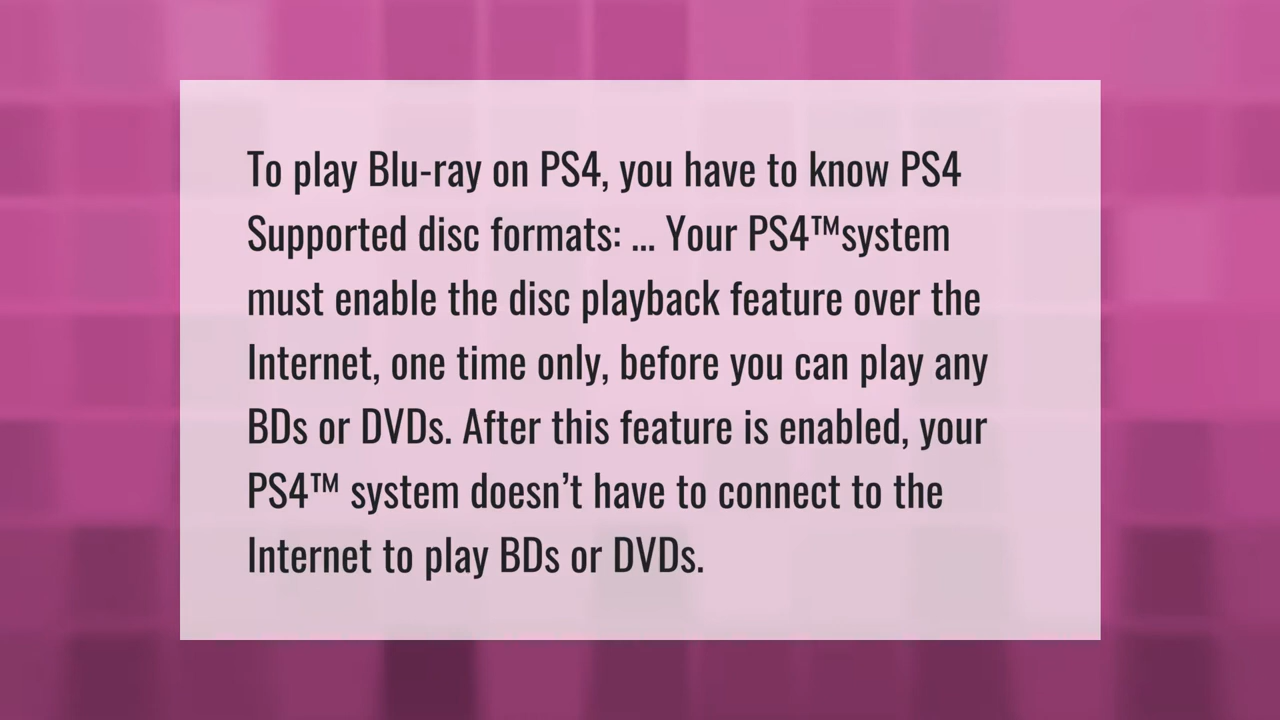 To play Blu-ray on PS4, you have to know PS4
Supported disc formats: ... Your PS4™system
must enable the disc playback feature over the
Internet, one time only, before you can play any
BDs or DVDs. After this feature is enabled, your
PS4™ system doesn’t have to connect to the
Internet to play BDs or DVDs.